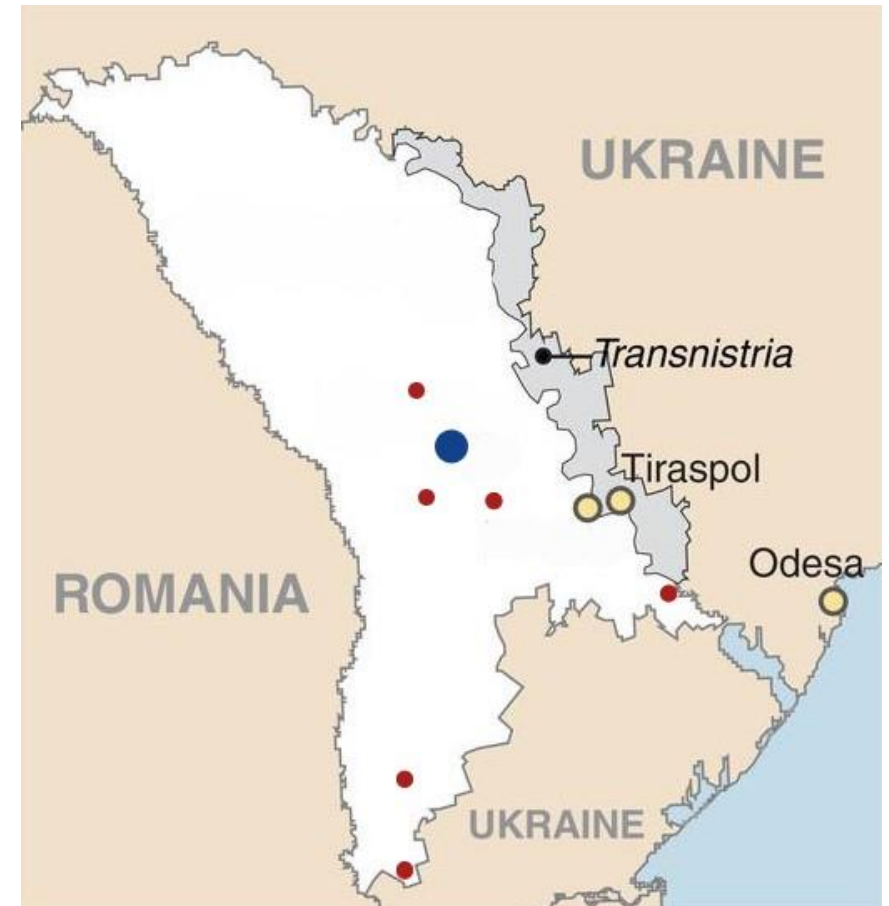 UKRAINE
Transnistria
Tiraspol
Odesa
ROMANIA
UKRAINE